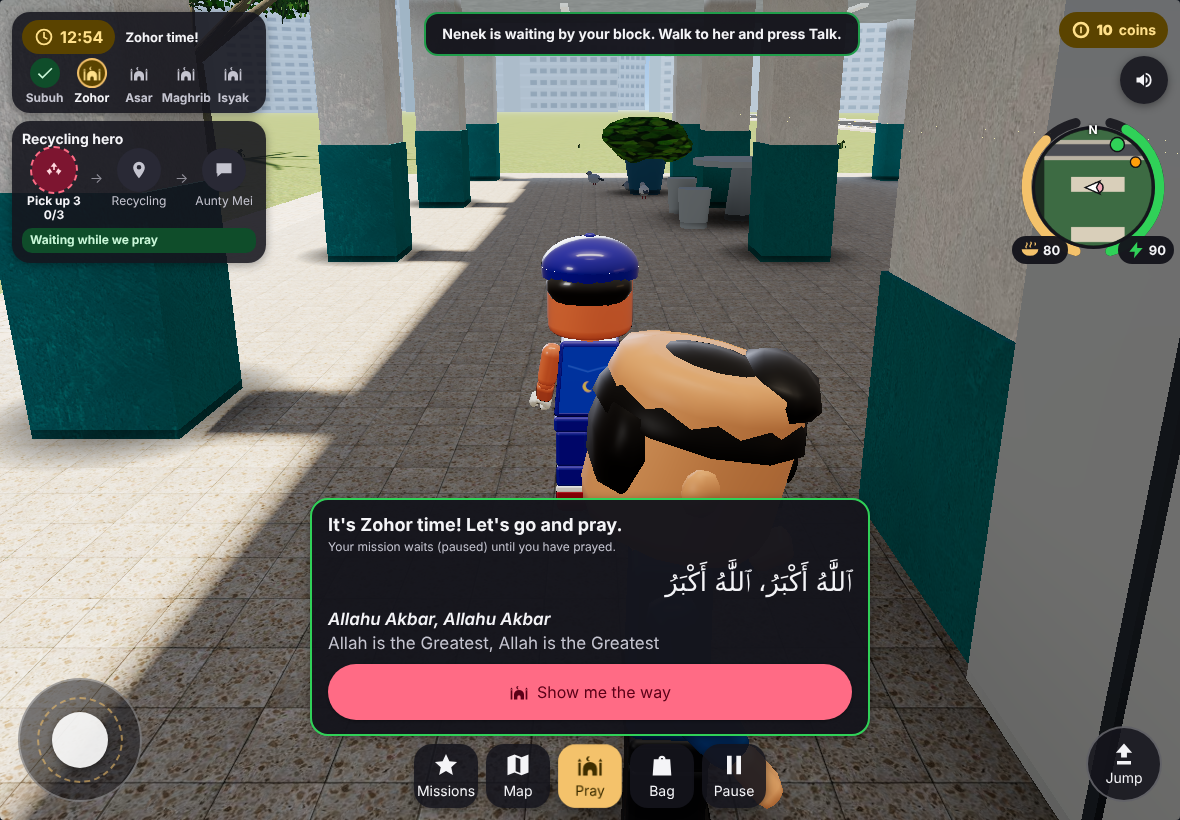 12:54 Zohor time!
Subuh Zohor Asar Maghrib Isyak
Nenek is waiting by your block. Walk to her and press Talk.
10 coins
Recycling hero
Pick up 3 Recycling Aunty Mei
0/3
Waiting while we pray
N
80 90
It's Zohor time! Let's go and pray.
Your mission waits (paused) until you have prayed.
ٱللَّهُ أَكْبَرُ، ٱللَّهُ أَكْبَرُ
Allahu Akbar, Allahu Akbar
Allah is the Greatest, Allah is the Greatest
Show me the way
Missions Map Pray Bag Pause
Jump